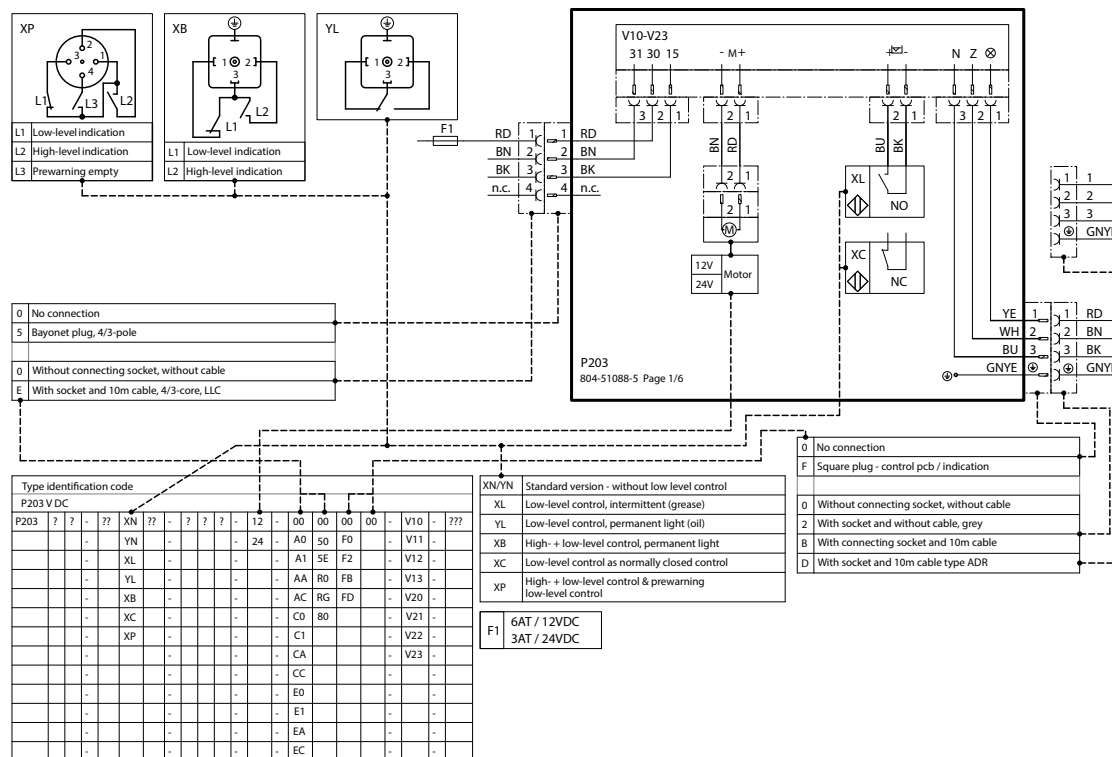 XP
2
3 1
4
L1 L3 L2
L1 Low-level indication
L2 High-level indication
L3 Prewarning empty
XB
1 2
3
L2
L1
L1 Low-level indication
L2 High-level indication
YL
1 2
3
F1
RD 1 1 RD
BN 2 2 BN
BK 3 3 BK
n.c. 4 4 n.c.
V10-V23
31 30 15 - M+ + - N Z
3 2 1 2 1 2 1 3 2 1
BN RD BU BK
2 1
2 1
M
12V
24V
Motor
XL
NO
XC
NC
P203
804-51088-5 Page 1/6
1 1
2 2
3 3
GNYE
YE 1 1 RD
WH 2 2 BN
BU 3 3 BK
GNYE GNYE
0 No connection
5 Bayonet plug, 4/3-pole
0 Without connecting socket, without cable
E With socket and 10m cable, 4/3-core, LLC
0 No connection
F Square plug - control pcb / indication
0 Without connecting socket, without cable
2 With socket and without cable, grey
B With connecting socket and 10m cable
D With socket and 10m cable type ADR
Type identification code
P203 V DC
P203 ? ? - ?? XN ?? - ? ? ? - 12 - 00 00 00 00 - V10 - ???
- YN - - 24 - A0 50 F0 - V11 -
- XL - - - A1 5E F2 - V12 -
- YL - - - AA R0 FB - V13 -
- XB - - - AC RG FD - V20 -
- XC - - - C0 80 - V21 -
- XP - - - C1 - V22 -
- - - - CA - V23 -
- - - - CC - -
- - - - E0 - -
- - - - E1 - -
- - - - EA - -
- - - - EC - -
XN/YN Standard version - without low level control
XL Low-level control, intermittent (grease)
YL Low-level control, permanent light (oil)
XB High- + low-level control, permanent light
XC Low-level control as normally closed control
XP High- + low-level control & prewarning
low-level control
F1 6AT / 12VDC
3AT / 24VDC